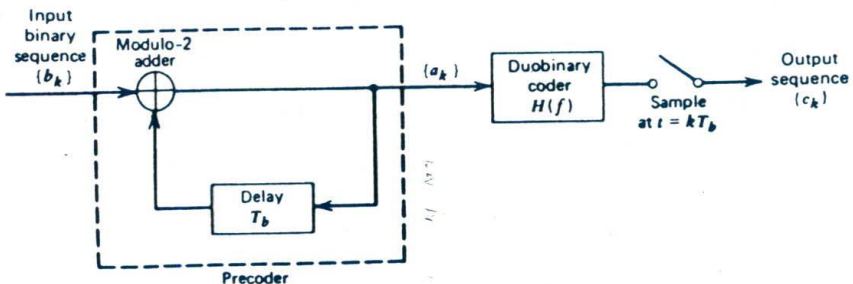 Input
binary
sequence
{b_k}
Modulo-2
adder
Delay
T_b
Precoder
{a_k}
Duobinary
coder
H(f)
Sample
at t = kT_b
Output
sequence
{c_k}